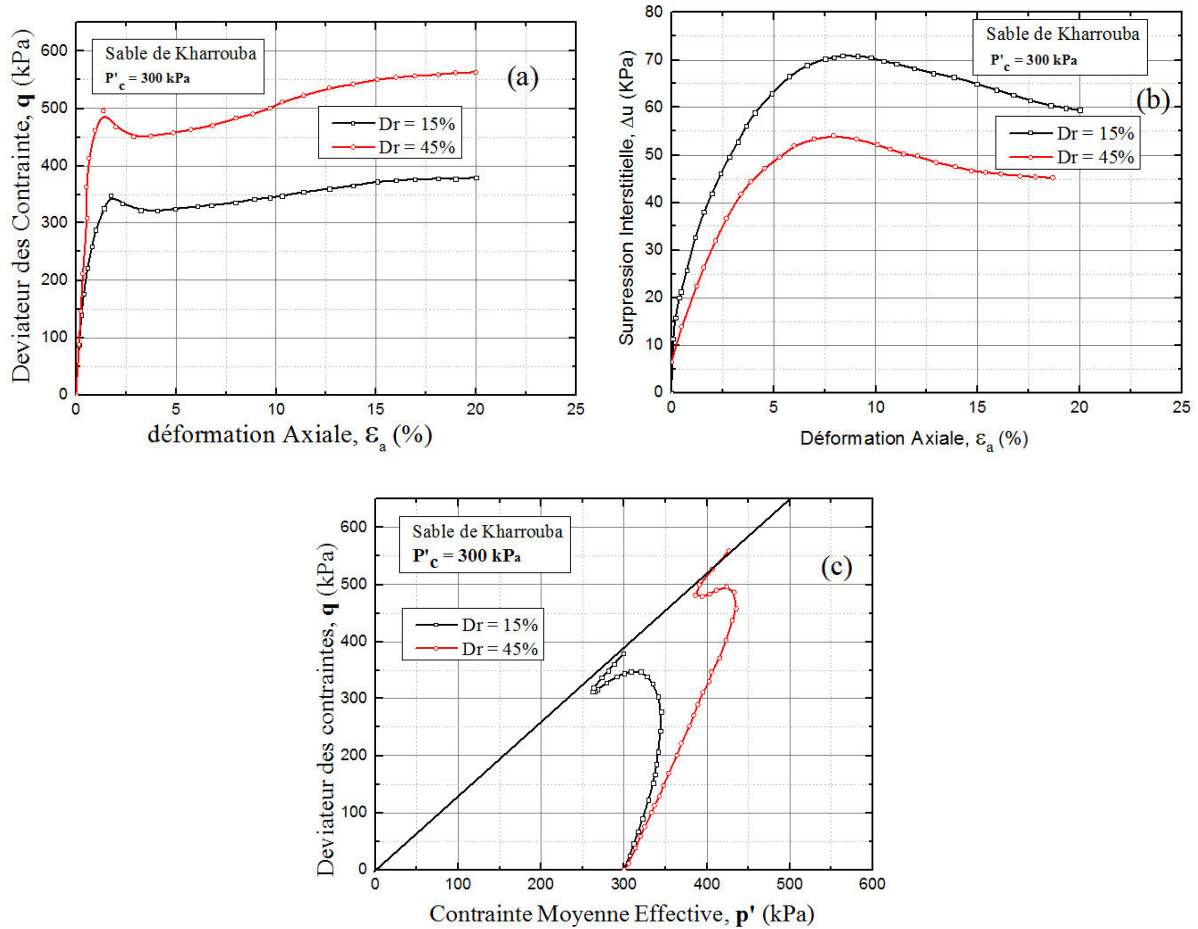 Deviateur des Contrainte, q (kPa)
600
500
400
300
200
100
0
Sable de Kharrouba
P'c = 300 kPa
(a)
Dr = 15%
Dr = 45%
0 5 10 15 20 25
déformation Axiale, εa (%)
Surpression Interstitielle, Δu (KPa)
80
70
60
50
40
30
20
10
0
Sable de Kharrouba
P'c = 300 kPa
(b)
Dr = 15%
Dr = 45%
0 5 10 15 20 25
Déformation Axiale, εa (%)
Deviateur des contraintes, q (kPa)
600
500
400
300
200
100
0
Sable de Kharrouba
P'c = 300 kPa
(c)
Dr = 15%
Dr = 45%
0 100 200 300 400 500 600
Contrainte Moyenne Effective, p' (kPa)